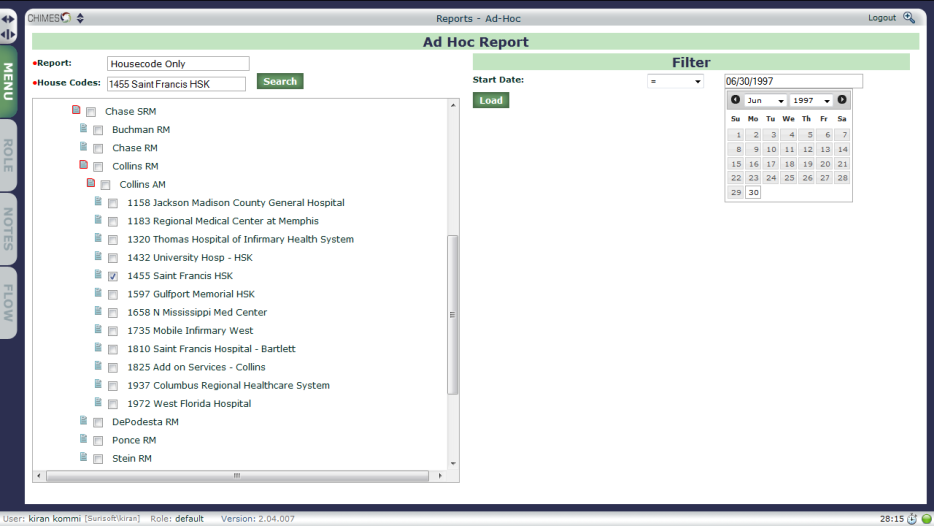 CHIMES
Reports - Ad-Hoc
Logout
Ad Hoc Report
•Report:
Housecode Only
•House Codes:
1455 Saint Francis HSK
Search
Filter
Start Date:
=
06/30/1997
Load
Jun
1997
Su Mo Tu We Th Fr Sa
1 2 3 4 5 6 7
8 9 10 11 12 13 14
15 16 17 18 19 20 21
22 23 24 25 26 27 28
29 30
MENU
ROLE
NOTES
FLOW
Chase SRM
Buchman RM
Chase RM
Collins RM
Collins AM
1158 Jackson Madison County General Hospital
1183 Regional Medical Center at Memphis
1320 Thomas Hospital of Infirmary Health System
1432 University Hosp - HSK
1455 Saint Francis HSK
1597 Gulfport Memorial HSK
1658 N Mississippi Med Center
1735 Mobile Infirmary West
1810 Saint Francis Hospital - Bartlett
1825 Add on Services - Collins
1937 Columbus Regional Healthcare System
1972 West Florida Hospital
DePodesta RM
Ponce RM
Stein RM
User: kiran kommi [Surisoft\kiran] Role: default Version: 2.04.007
28:15